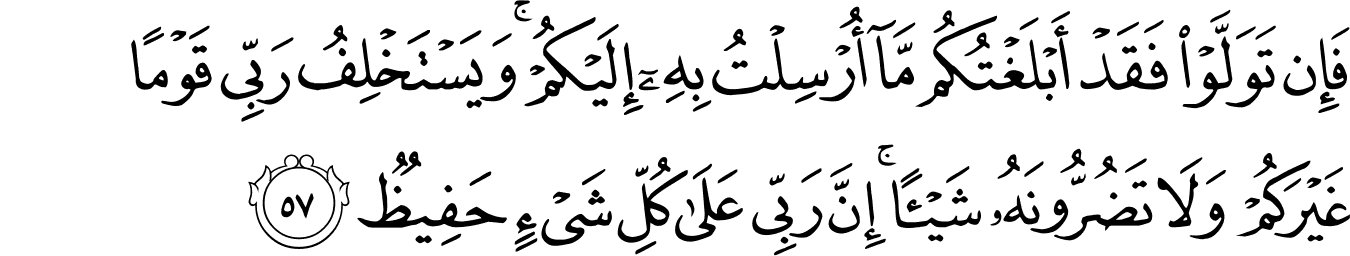 فَإِن تَوَلَّوْا۟ فَقَدْ أَبْلَغْتُكُم مَّآ أُرْسِلْتُ بِهِۦٓ إِلَيْكُمْ ۚ وَيَسْتَخْلِفُ رَبِّى قَوْمًا
غَيْرَكُمْ وَلَا تَضُرُّونَهُۥ شَيْـًٔا ۚ إِنَّ رَبِّى عَلَىٰ كُلِّ شَىْءٍ حَفِيظٌ ٥٧